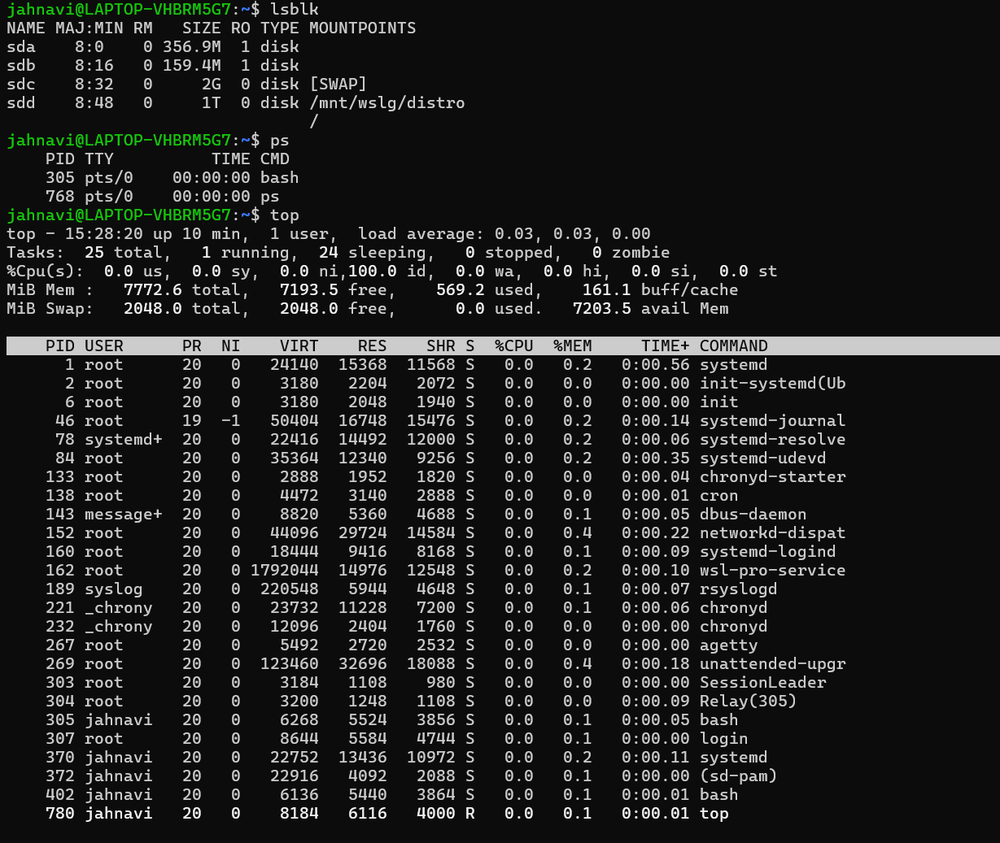 jahnavi@LAPTOP-VHBRM5G7:~$ lsblk
NAME MAJ:MIN RM   SIZE RO TYPE MOUNTPOINTS
sda    8:0    0 356.9M  1 disk
sdb    8:16   0 159.4M  1 disk
sdc    8:32   0     2G  0 disk [SWAP]
sdd    8:48   0     1T  0 disk /mnt/wslg/distro
                               /
jahnavi@LAPTOP-VHBRM5G7:~$ ps
    PID TTY          TIME CMD
    305 pts/0    00:00:00 bash
    768 pts/0    00:00:00 ps
jahnavi@LAPTOP-VHBRM5G7:~$ top
top - 15:28:20 up 10 min,  1 user,  load average: 0.03, 0.03, 0.00
Tasks:  25 total,   1 running,  24 sleeping,   0 stopped,   0 zombie
%Cpu(s):  0.0 us,  0.0 sy,  0.0 ni,100.0 id,  0.0 wa,  0.0 hi,  0.0 si,  0.0 st
MiB Mem :   7772.6 total,   7193.5 free,    569.2 used,    161.1 buff/cache
MiB Swap:   2048.0 total,   2048.0 free,      0.0 used.   7203.5 avail Mem
    PID USER      PR  NI    VIRT    RES    SHR S  %CPU  %MEM     TIME+ COMMAND
      1 root      20   0   24140  15368  11568 S   0.0   0.2   0:00.56 systemd
      2 root      20   0    3180   2204   2072 S   0.0   0.0   0:00.00 init-systemd(Ub
      6 root      20   0    3180   2048   1940 S   0.0   0.0   0:00.00 init
     46 root      19  -1   50404  16748  15476 S   0.0   0.2   0:00.14 systemd-journal
     78 systemd+  20   0   22416  14492  12000 S   0.0   0.2   0:00.06 systemd-resolve
     84 root      20   0   35364  12340   9256 S   0.0   0.2   0:00.35 systemd-udevd
    133 root      20   0    2888   1952   1820 S   0.0   0.0   0:00.04 chronyd-starter
    138 root      20   0    4472   3140   2888 S   0.0   0.0   0:00.01 cron
    143 message+  20   0    8820   5360   4688 S   0.0   0.1   0:00.05 dbus-daemon
    152 root      20   0   44096  29724  14584 S   0.0   0.4   0:00.22 networkd-dispat
    160 root      20   0   18444   9416   8168 S   0.0   0.1   0:00.09 systemd-logind
    162 root      20   0 1792044  14976  12548 S   0.0   0.2   0:00.10 wsl-pro-service
    189 syslog    20   0  220548   5944   4648 S   0.0   0.1   0:00.07 rsyslogd
    221 _chrony   20   0   23732  11228   7200 S   0.0   0.1   0:00.06 chronyd
    232 _chrony   20   0   12096   2404   1760 S   0.0   0.0   0:00.00 chronyd
    267 root      20   0    5492   2720   2532 S   0.0   0.0   0:00.00 agetty
    269 root      20   0  123460  32696  18088 S   0.0   0.4   0:00.18 unattended-upgr
    303 root      20   0    3184   1108    980 S   0.0   0.0   0:00.00 SessionLeader
    304 root      20   0    3200   1248   1108 S   0.0   0.0   0:00.09 Relay(305)
    305 jahnavi   20   0    6268   5524   3856 S   0.0   0.1   0:00.05 bash
    307 root      20   0    8644   5584   4744 S   0.0   0.1   0:00.00 login
    370 jahnavi   20   0   22752  13436  10972 S   0.0   0.2   0:00.11 systemd
    372 jahnavi   20   0   22916   4092   2088 S   0.0   0.1   0:00.00 (sd-pam)
    402 jahnavi   20   0    6136   5440   3864 S   0.0   0.1   0:00.01 bash
    780 jahnavi   20   0    8184   6116   4000 R   0.0   0.1   0:00.01 top